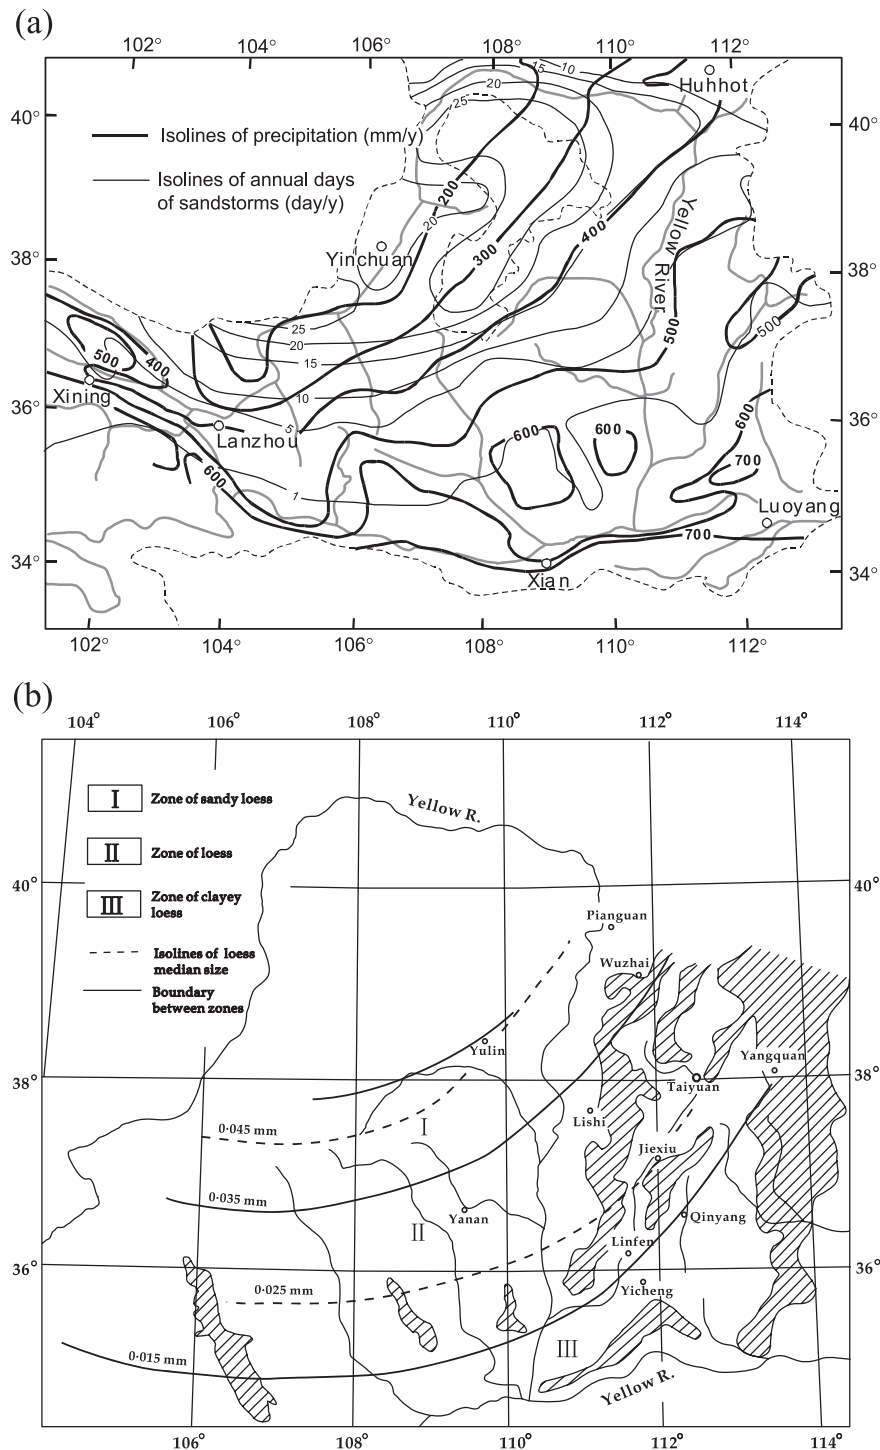 (a)
102° 104° 106° 108° 110° 112°
15 10
20
Huhhot
25
40° 40°
Isolines of precipitation (mm/y)
Isolines of annual days
of sandstorms (day/y)
200
20
Yellow River
400
300
Yinchuan
38° 38°
25
20
15
500
500
500
400
10
Xining
36° 36°
5
Lanzhou
600
600
600
700
600
7
Luoyang
700
34° 34°
Xian
102° 104° 106° 108° 110° 112°
(b)
104° 106° 108° 110° 112° 114°
I Zone of sandy loess
Yellow R.
II Zone of loess
III Zone of clayey
loess
40° 40°
Pianguan
Isolines of loess
median size
Boundary
between zones
Wuzhai
Yulin
Yangquan
38° 38°
Taiyuan
0·045 mm
I
Lishi
Jiexiu
0·035 mm
Yanan
Qinyang
II
Linfen
36° 36°
0·025 mm
Yicheng
0·015 mm
III
Yellow R.
106° 108° 110° 112° 114°